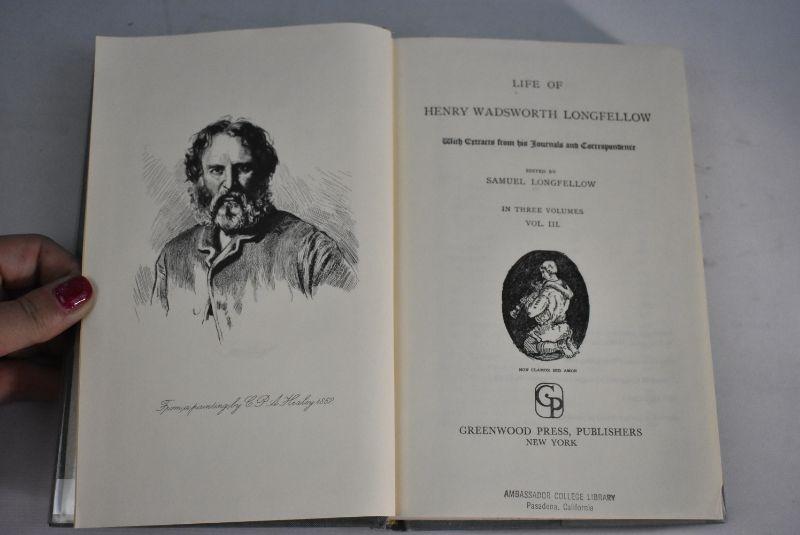 From a painting by G. P. A. Healey 1862
LIFE OF
HENRY WADSWORTH LONGFELLOW
With Extracts from his Journals and Correspondence
EDITED BY
SAMUEL LONGFELLOW
IN THREE VOLUMES
VOL. III.
NON CLAMOR SED AMOR
GP
GREENWOOD PRESS, PUBLISHERS
NEW YORK
AMBASSADOR COLLEGE LIBRARY
Pasadena, California